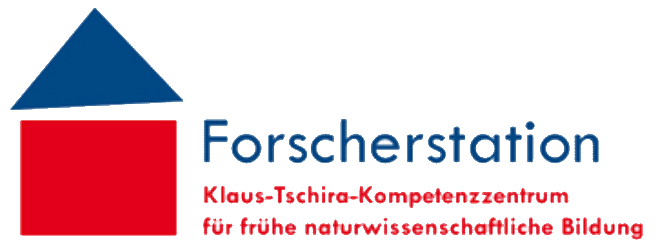 Forscherstation
Klaus-Tschira-Kompetenzzentrum
für frühe naturwissenschaftliche Bildung